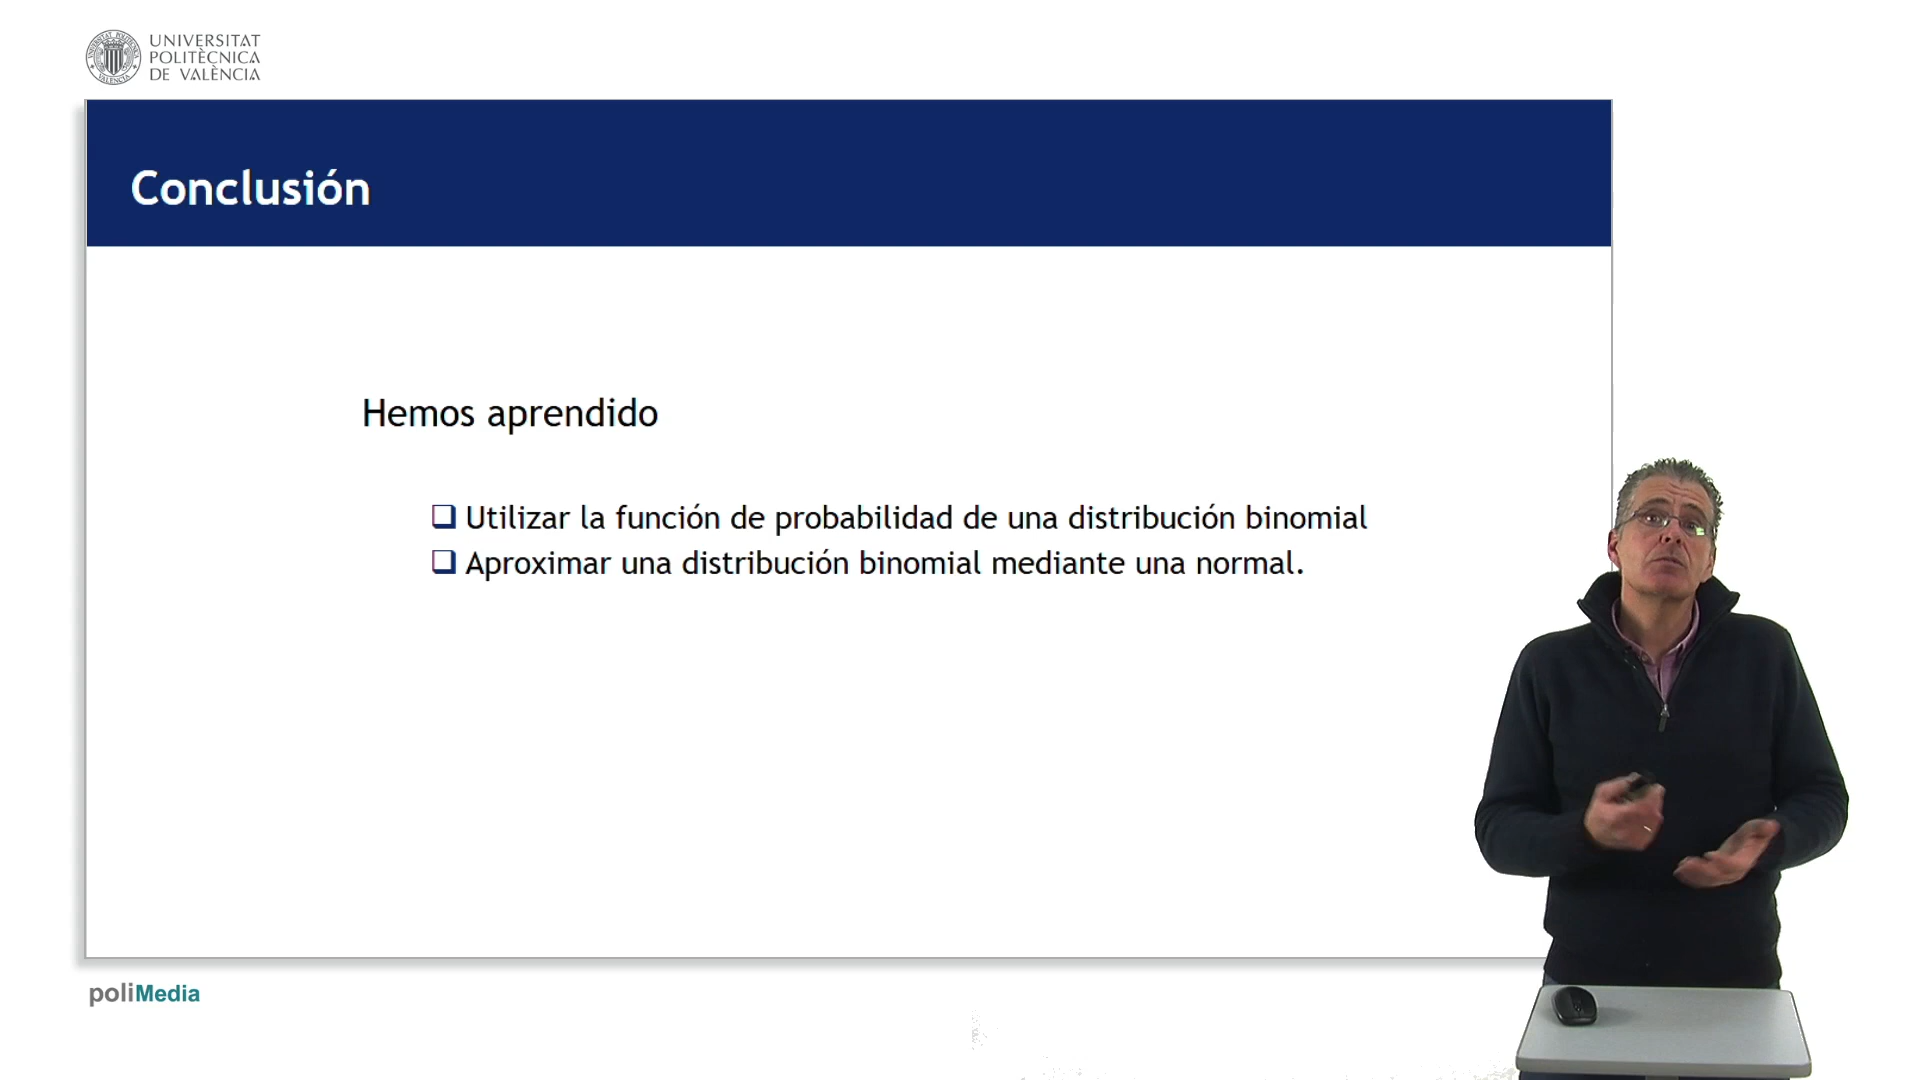 UNIVERSITAT
POLITÈCNICA
DE VALÈNCIA
Conclusión
Hemos aprendido
Utilizar la función de probabilidad de una distribución binomial
Aproximar una distribución binomial mediante una normal.
poliMedia